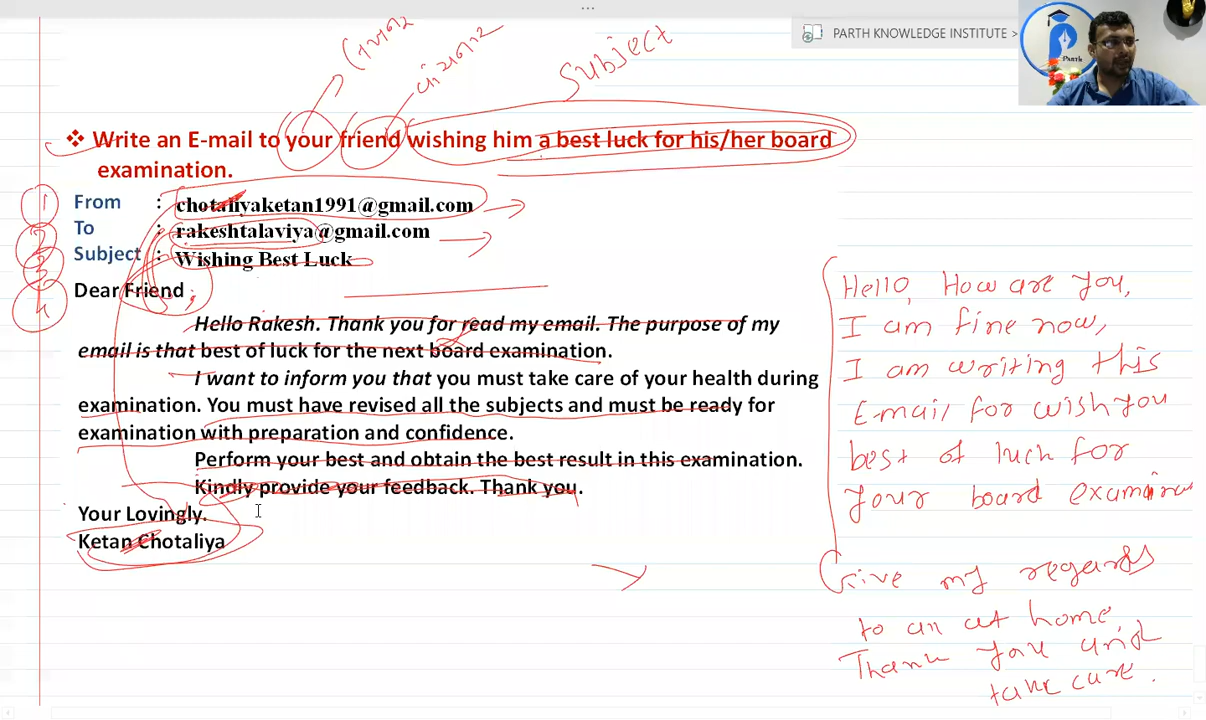 PARTH KNOWLEDGE INSTITUTE >
Parth
Subject
❖ Write an E-mail to your friend wishing him a best luck for his/her board
examination.
1 From : chotaliyaketan1991@gmail.com
2 To : rakeshtalaviya@gmail.com
3 Subject : Wishing Best Luck
4 Dear Friend,
Hello Rakesh. Thank you for read my email. The purpose of my
email is that best of luck for the next board examination.
I want to inform you that you must take care of your health during
examination. You must have revised all the subjects and must be ready for
examination with preparation and confidence.
Perform your best and obtain the best result in this examination.
Kindly provide your feedback. Thank you.
Your Lovingly.
Ketan Chotaliya
Hello, How are you,
I am fine now,
I am writing this
E-mail for wish you
best of luck for
your board
Give my regards
to all at home,
Thank you and
take care.